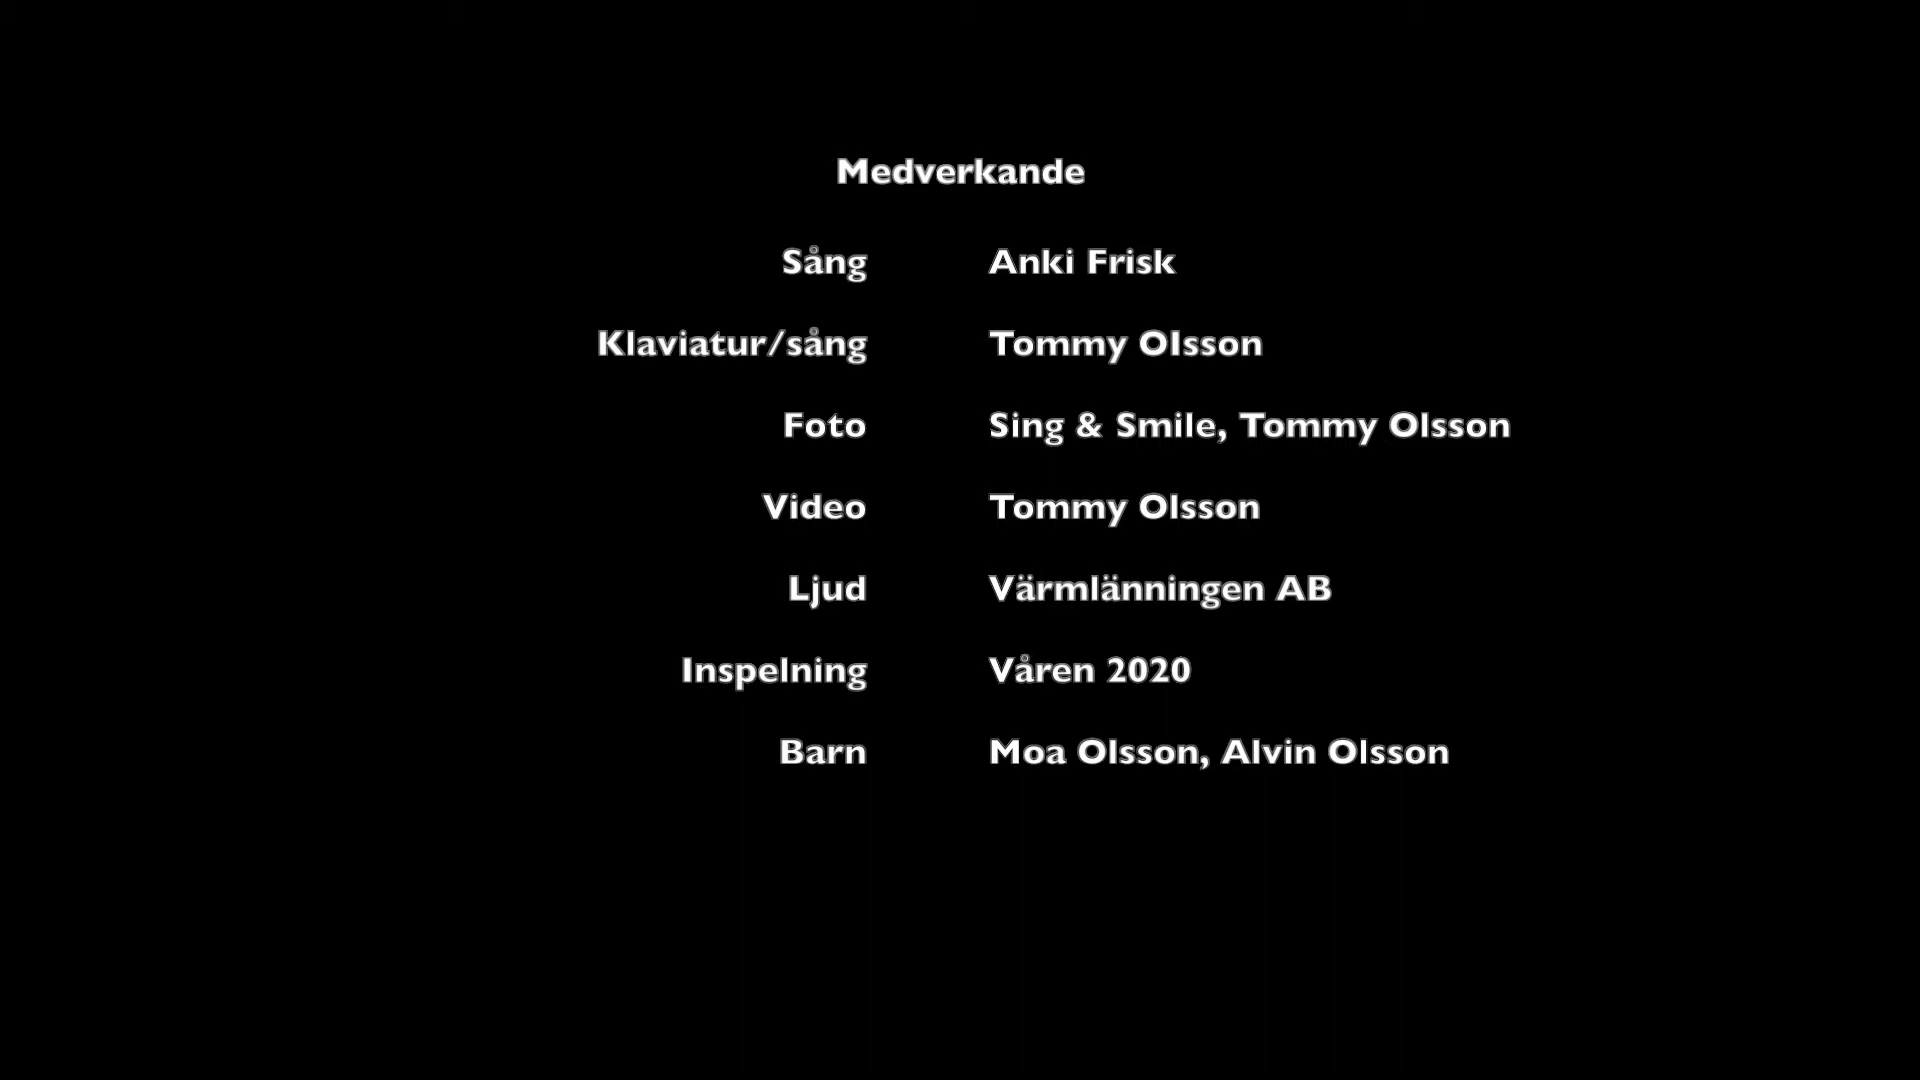 Medverkande
Sång Anki Frisk
Klaviatur/sång Tommy Olsson
Foto Sing & Smile, Tommy Olsson
Video Tommy Olsson
Ljud Värmlänningen AB
Inspelning Våren 2020
Barn Moa Olsson, Alvin Olsson